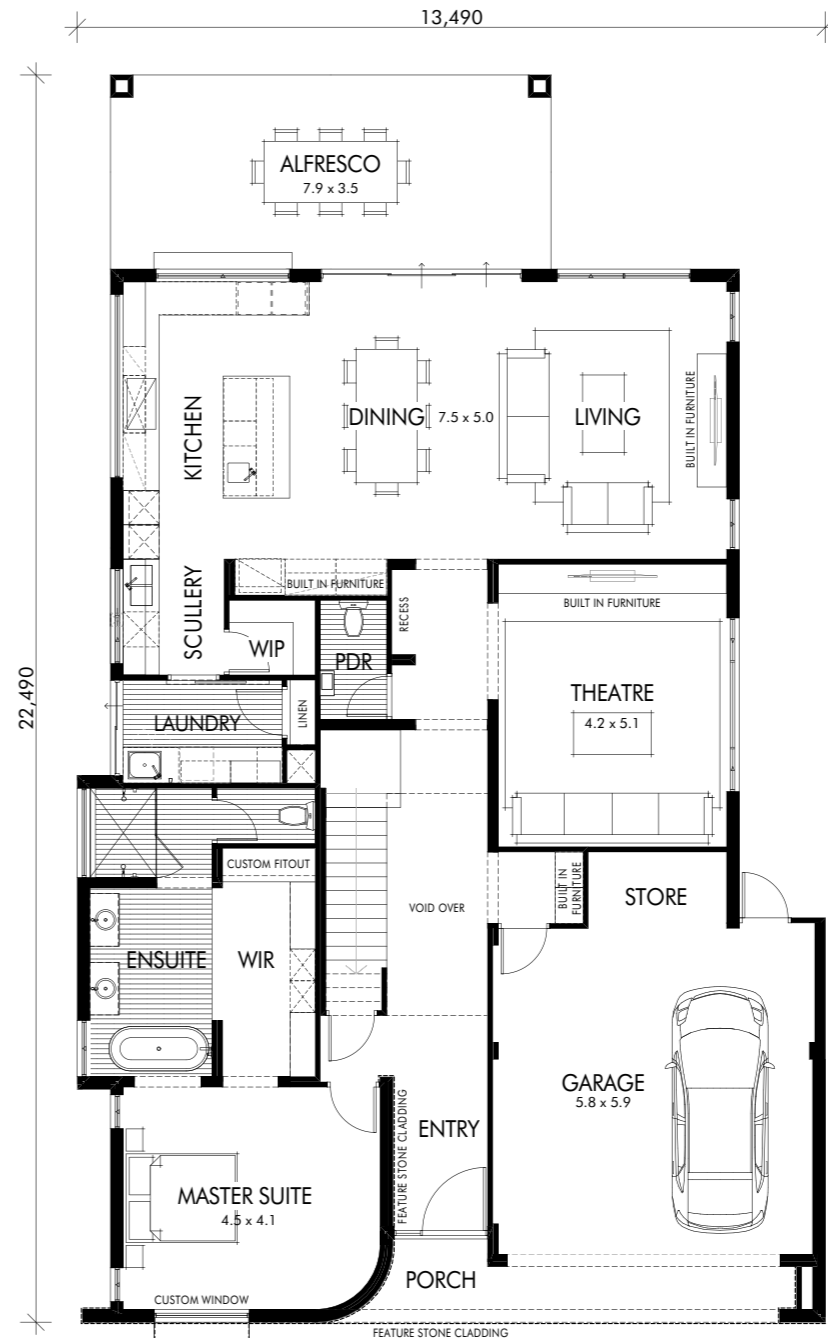 13,490
22,490
ALFRESCO
7.9 x 3.5
KITCHEN
DINING
7.5 x 5.0
LIVING
BUILT IN FURNITURE
SCULLERY
BUILT IN FURNITURE
WIP
PDR
RECESS
BUILT IN FURNITURE
THEATRE
4.2 x 5.1
LAUNDRY
LINEN
CUSTOM FITOUT
ENSUITE
WIR
VOID OVER
BUILT IN
FURNITURE
STORE
GARAGE
5.8 x 5.9
FEATURE STONE CLADDING
ENTRY
MASTER SUITE
4.5 x 4.1
PORCH
CUSTOM WINDOW
FEATURE STONE CLADDING